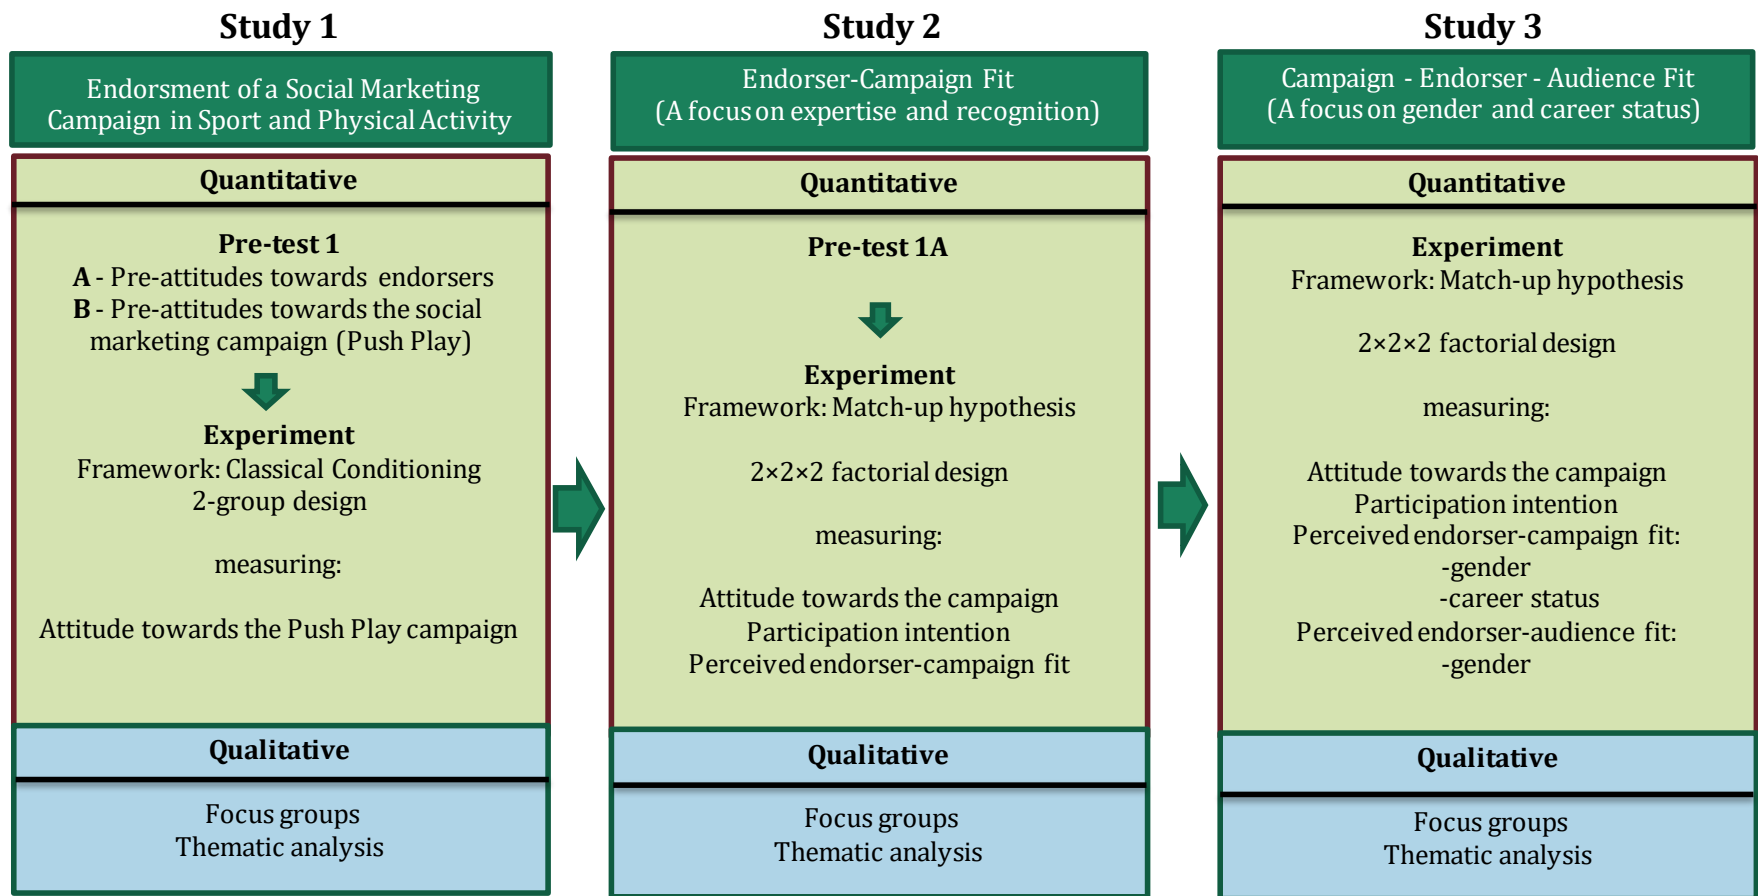 Study 1
Endorsment of a Social Marketing
Campaign in Sport and Physical Activity
Quantitative
Pre-test 1
A - Pre-attitudes towards endorsers
B - Pre-attitudes towards the social
marketing campaign (Push Play)
Experiment
Framework: Classical Conditioning
2-group design
measuring:
Attitude towards the Push Play campaign
Qualitative
Focus groups
Thematic analysis
Study 2
Endorser-Campaign Fit
(A focus on expertise and recognition)
Quantitative
Pre-test 1A
Experiment
Framework: Match-up hypothesis
2×2×2 factorial design
measuring:
Attitude towards the campaign
Participation intention
Perceived endorser-campaign fit
Qualitative
Focus groups
Thematic analysis
Study 3
Campaign - Endorser - Audience Fit
(A focus on gender and career status)
Quantitative
Experiment
Framework: Match-up hypothesis
2×2×2 factorial design
measuring:
Attitude towards the campaign
Participation intention
Perceived endorser-campaign fit:
-gender
-career status
Perceived endorser-audience fit:
-gender
Qualitative
Focus groups
Thematic analysis